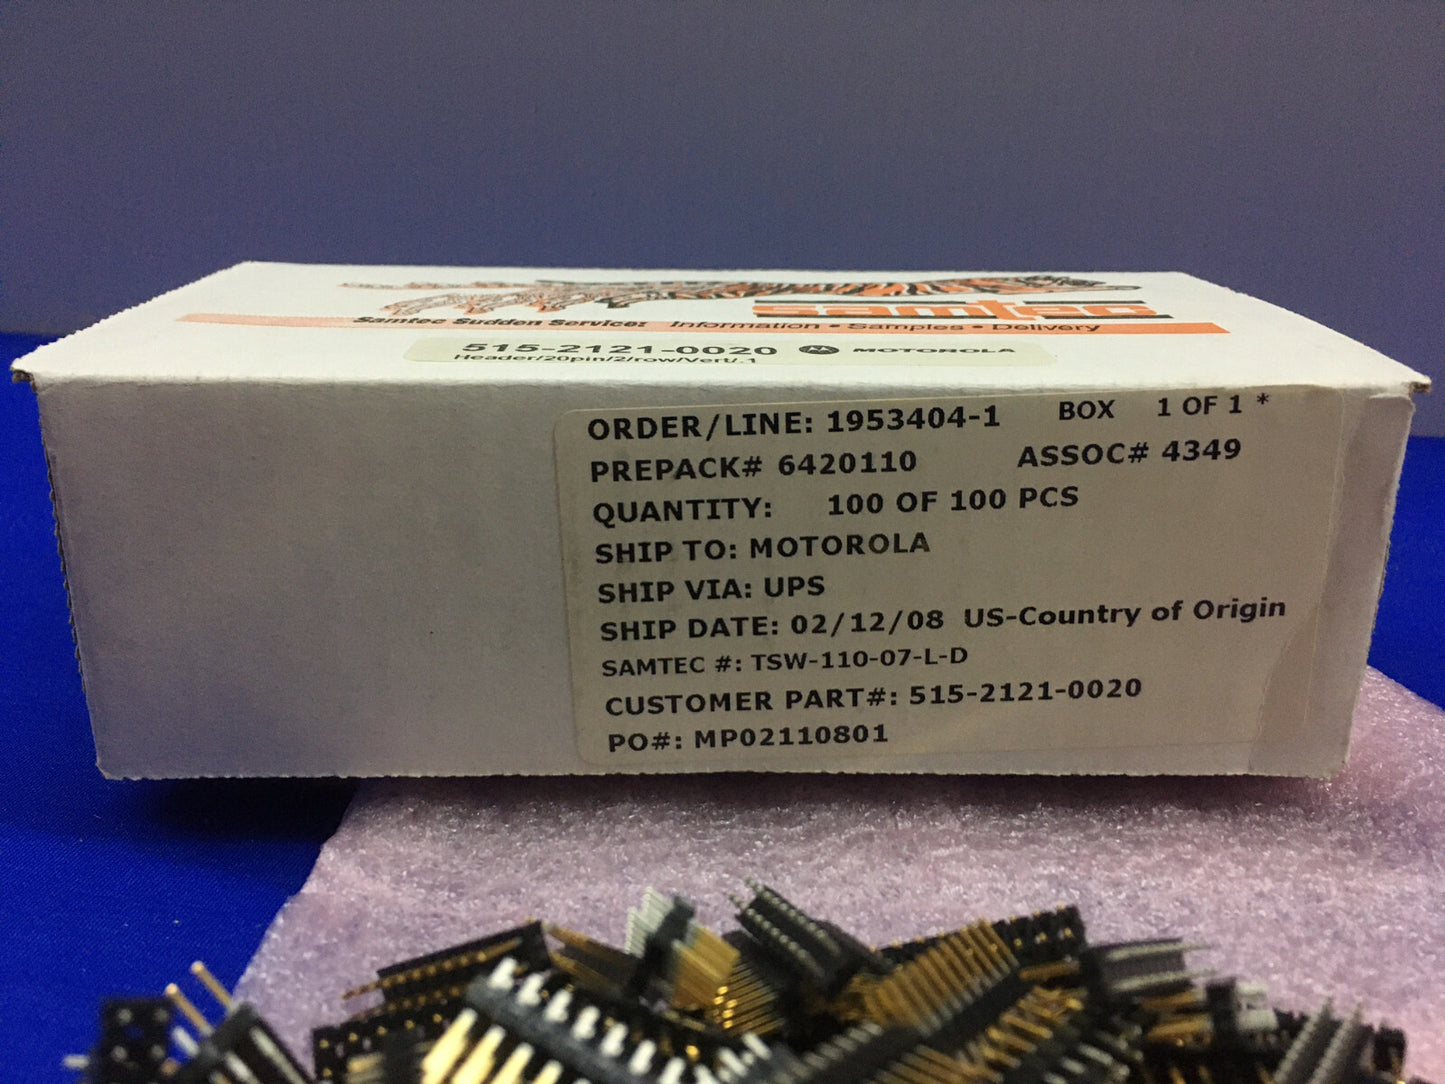 samtec
Samtec Sudden Service: Information • Samples • Delivery
515-2121-0020 MOTOROLA
Header/20pin/2/row/Vert/.1
ORDER/LINE: 1953404-1 BOX 1 OF 1 *
PREPACK# 6420110 ASSOC# 4349
QUANTITY: 100 OF 100 PCS
SHIP TO: MOTOROLA
SHIP VIA: UPS
SHIP DATE: 02/12/08 US-Country of Origin
SAMTEC #: TSW-110-07-L-D
CUSTOMER PART#: 515-2121-0020
PO#: MP02110801